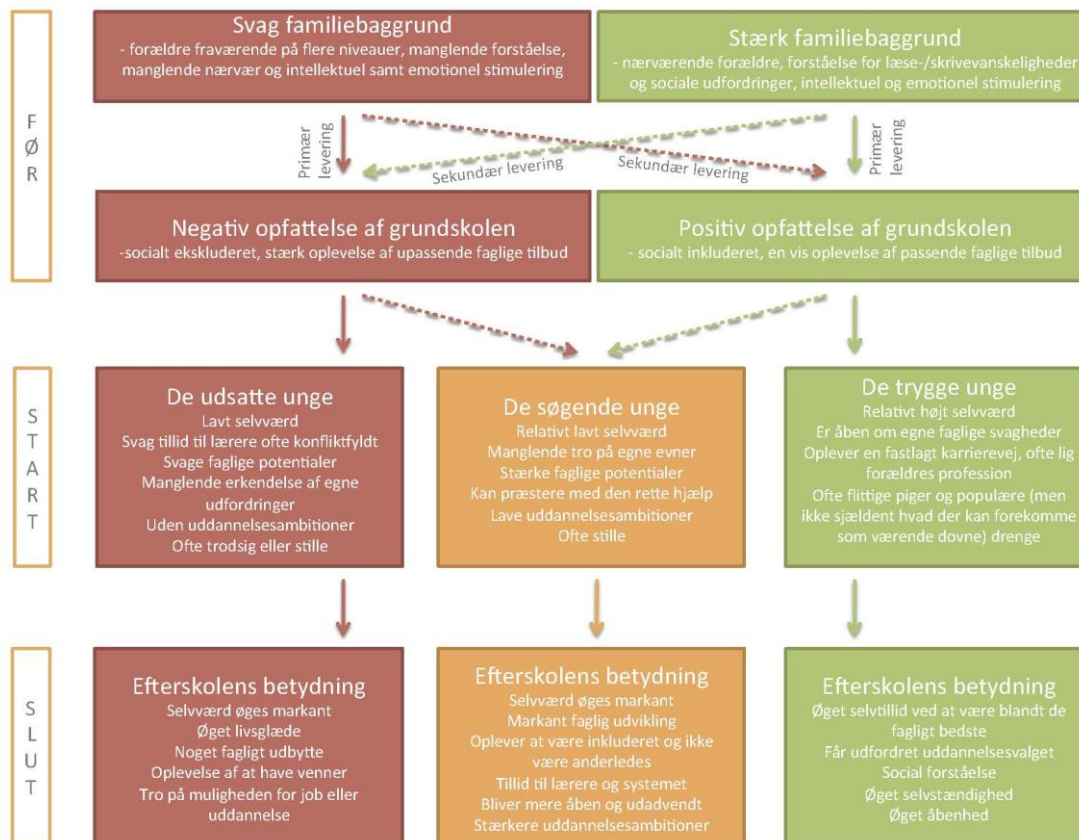 FØR
Svag familiebaggrund
- forældre fraværende på flere niveauer, manglende forståelse,
manglende nærvær og intellektuel samt emotionel stimulering
Stærk familiebaggrund
- nærværende forældre, forståelse for læse-/skrivevanskeligheder
og sociale udfordringer, intellektuel og emotionel stimulering
Primær
levering
Sekundær levering
Sekundær levering
Primær
levering
Negativ opfattelse af grundskolen
-socialt ekskluderet, stærk oplevelse af upassende faglige tilbud
Positiv opfattelse af grundskolen
- socialt inkluderet, en vis oplevelse af passende faglige tilbud
START
De udsatte unge
Lavt selvværd
Svag tillid til lærere ofte konfliktfyldt
Svage faglige potentialer
Manglende erkendelse af egne
udfordringer
Uden uddannelsesambitioner
Ofte trodsig eller stille
De søgende unge
Relativt lavt selvværd
Manglende tro på egne evner
Stærke faglige potentialer
Kan præstere med den rette hjælp
Lave uddannelsesambitioner
Ofte stille
De trygge unge
Relativt højt selvværd
Er åben om egne faglige svagheder
Oplever en fastlagt karrierevej, ofte lig
forældres profession
Ofte flittige piger og populære (men
ikke sjældent hvad der kan forekomme
som værende dovne) drenge
SLUT
Efterskolens betydning
Selvværd øges markant
Øget livsglæde
Noget fagligt udbytte
Oplevelse af at have venner
Tro på muligheden for job eller
uddannelse
Efterskolens betydning
Selvværd øges markant
Markant faglig udvikling
Oplever at være inkluderet og ikke
være anderledes
Tillid til lærere og systemet
Bliver mere åben og udadvendt
Stærkere uddannelsesambitioner
Efterskolens betydning
Øget selvtillid ved at være blandt de
fagligt bedste
Får udfordret uddannelsesvalget
Social forståelse
Øget selvstændighed
Øget åbenhed